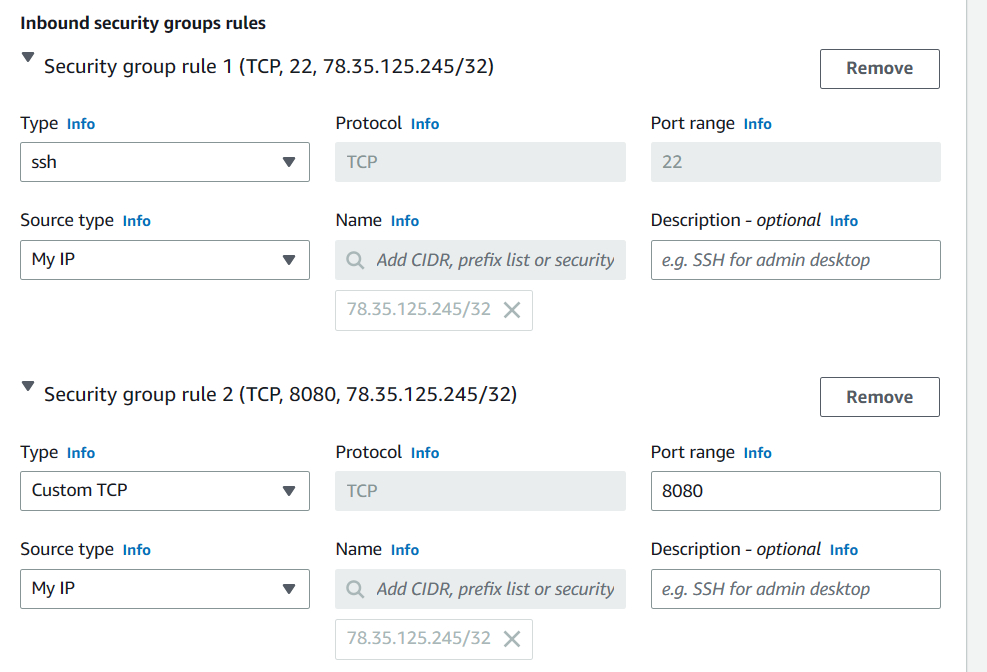 Inbound security groups rules
Security group rule 1 (TCP, 22, 78.35.125.245/32)
Remove
Type Info
Protocol Info
Port range Info
ssh
TCP
22
Source type Info
Name Info
Description - optional Info
My IP
Add CIDR, prefix list or security
e.g. SSH for admin desktop
78.35.125.245/32
Security group rule 2 (TCP, 8080, 78.35.125.245/32)
Remove
Type Info
Protocol Info
Port range Info
Custom TCP
TCP
8080
Source type Info
Name Info
Description - optional Info
My IP
Add CIDR, prefix list or security
e.g. SSH for admin desktop
78.35.125.245/32